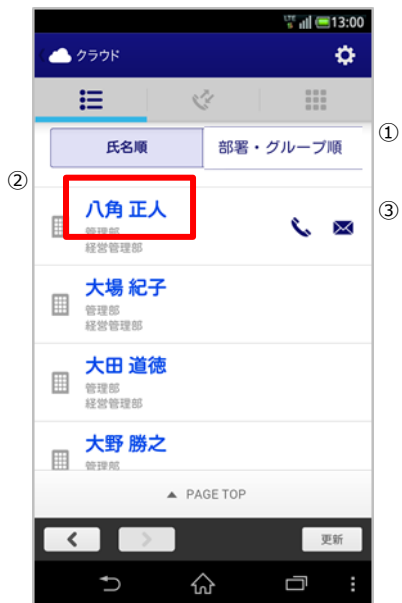 LTE 13:00
クラウド
氏名順 部署・グループ順 ①
②
八角 正人 ③
管理部
経営管理部
大場 紀子
管理部
経営管理部
大田 道徳
管理部
経営管理部
大野 勝之
管理部
▲ PAGE TOP
更新